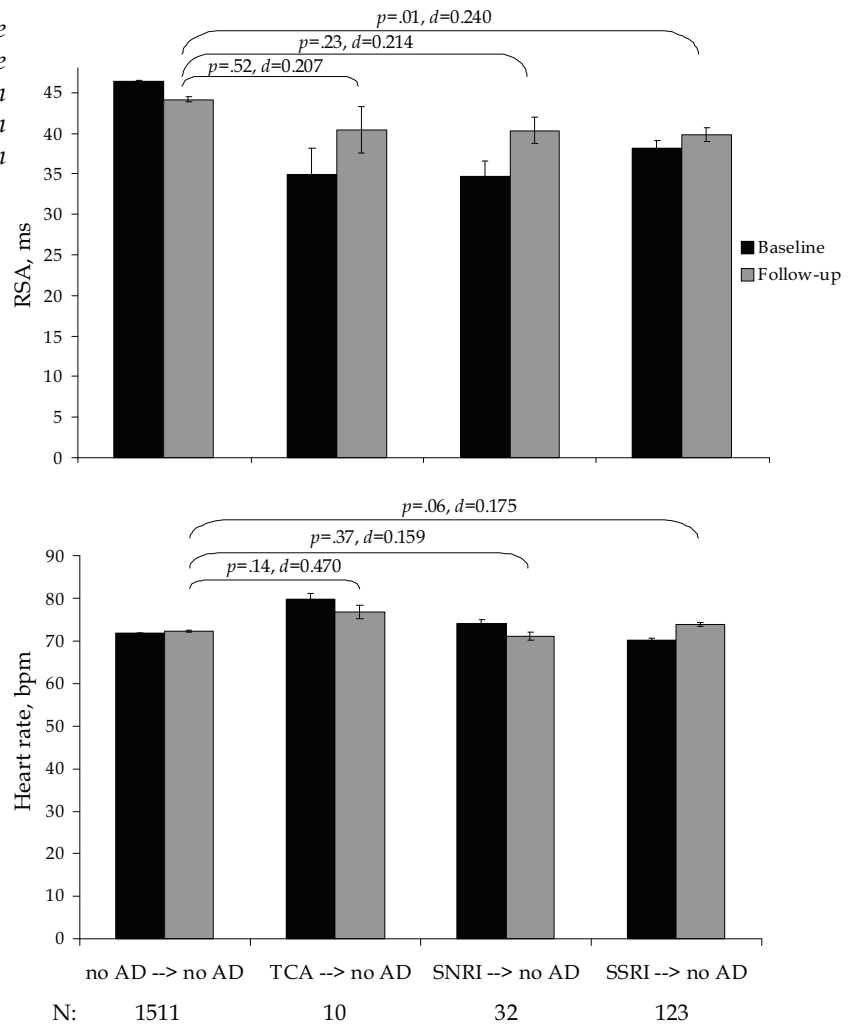 e
e
n
n
n
p=.01, d=0.240
p=.23, d=0.214
p=.52, d=0.207
RSA, ms
45
40
35
30
25
20
15
10
5
0
Baseline
Follow-up
p=.06, d=0.175
p=.37, d=0.159
p=.14, d=0.470
Heart rate, bpm
90
80
70
60
50
40
30
20
10
0
no AD --> no AD TCA --> no AD SNRI --> no AD SSRI --> no AD
N: 1511 10 32 123